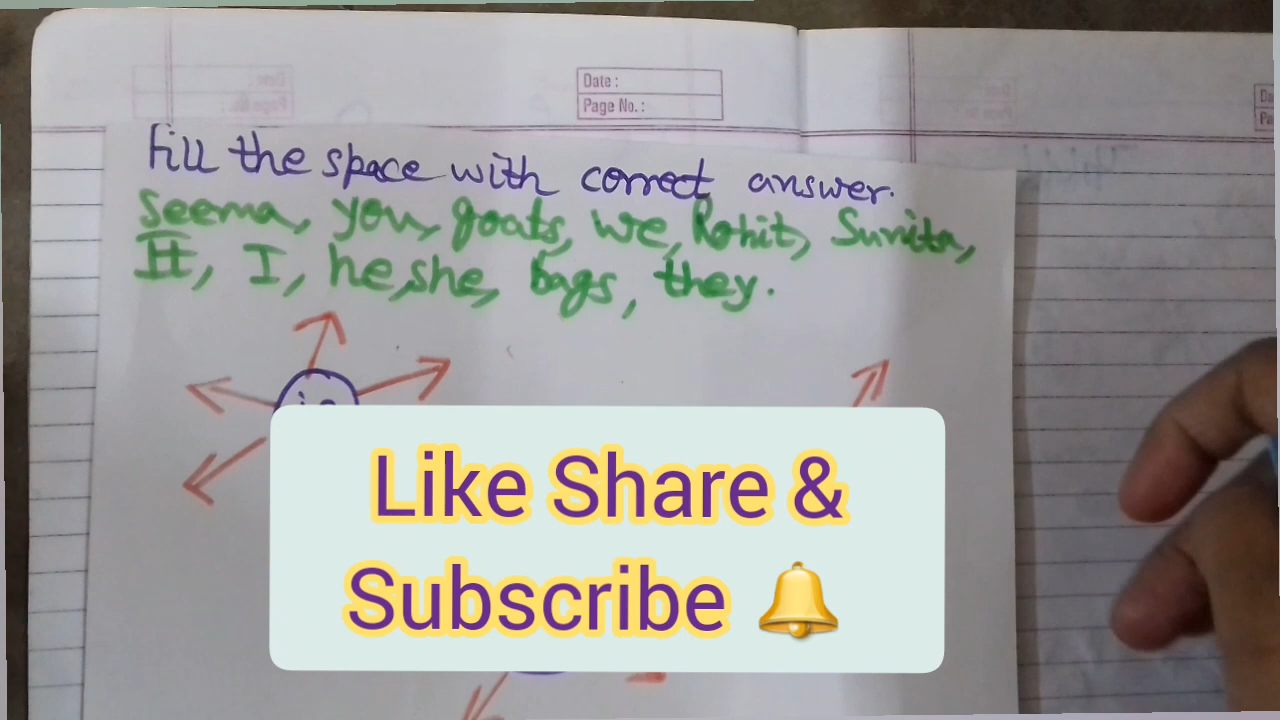 Date :
Page No. :
Fill the space with correct answer.
Seema, you, goats, we, Rohit, Sunita,
It, I, he, she, bags, they.
Like Share &
Subscribe 🔔